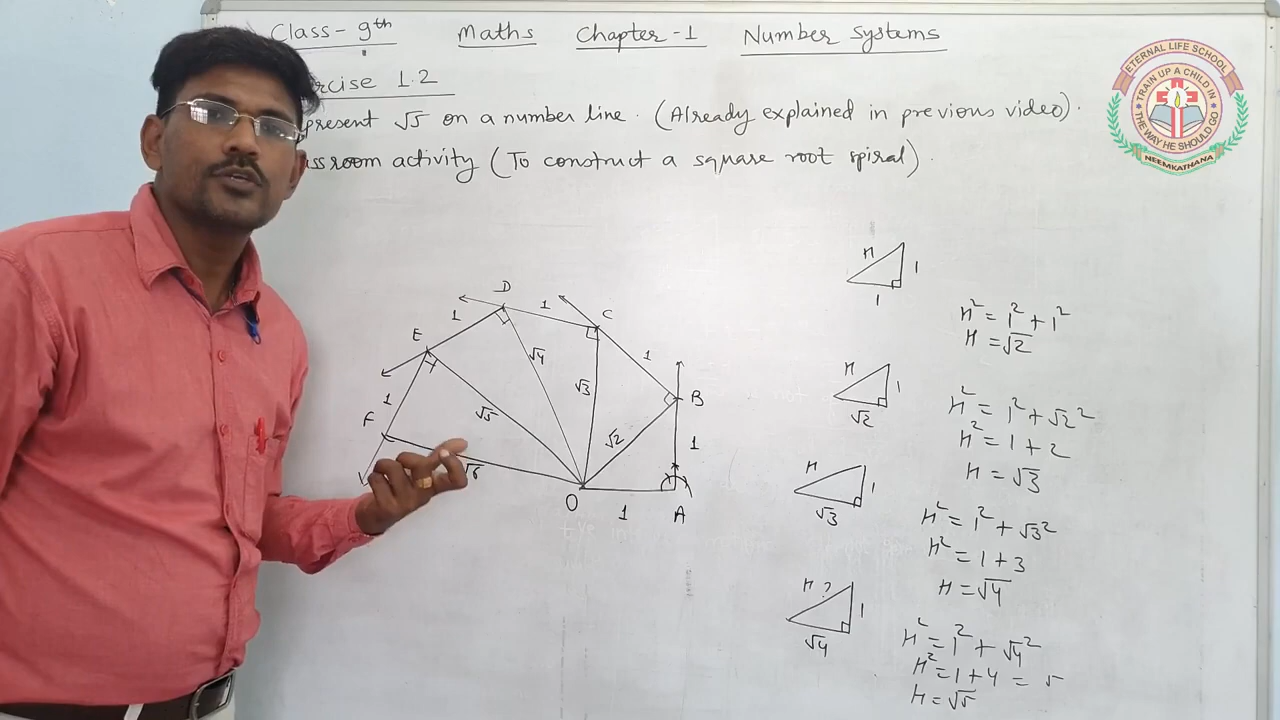 Class - 9th Maths Chapter-1 Number Systems
rcise 1.2
present √5 on a number line. (Already explained in previous video).
ssroom activity (To construct a square root spiral).
ETERNAL LIFE SCHOOL
TRAIN UP A CHILD IN
THE WAY HE SHOULD GO
NEEMKATHANA
D
1
C
1
E
1
√4
1
√3
B
F
1
√5
√2
1
√6
O
1
A
H
1
1
H² = 1² + 1²
H = √2
H
1
√2
H² = 1² + √2²
H² = 1 + 2
H = √3
H
1
√3
H² = 1² + √3²
H² = 1 + 3
H = √4
H ?
1
√4
H² = 1² + √4²
H² = 1 + 4 = 5
H = √5